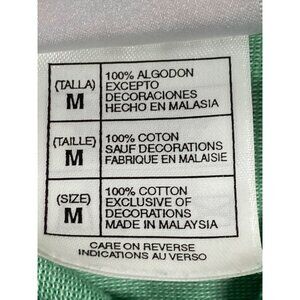 (TALLA)
M
100% ALGODON
EXCEPTO
DECORACIONES
HECHO EN MALASIA
(TAILLE)
M
100% COTON
SAUF DECORATIONS
FABRIQUE EN MALAISIE
(SIZE)
M
100% COTTON
EXCLUSIVE OF
DECORATIONS
MADE IN MALAYSIA
CARE ON REVERSE
INDICATIONS AU VERSO